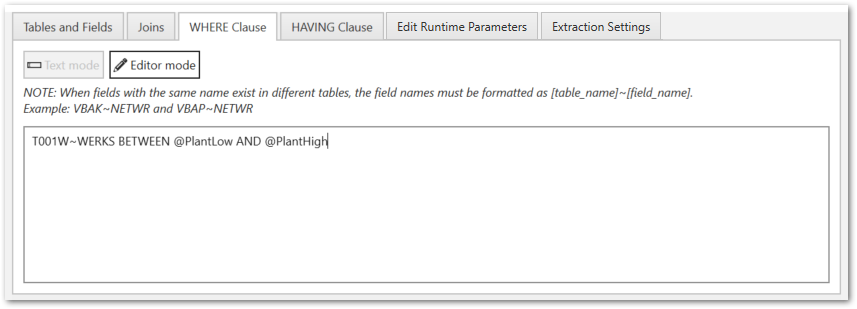 Tables and Fields Joins WHERE Clause HAVING Clause Edit Runtime Parameters Extraction Settings
Text mode Editor mode
NOTE: When fields with the same name exist in different tables, the field names must be formatted as [table_name]~[field_name].
Example: VBAK~NETWR and VBAP~NETWR
T001W~WERKS BETWEEN @PlantLow AND @PlantHigh